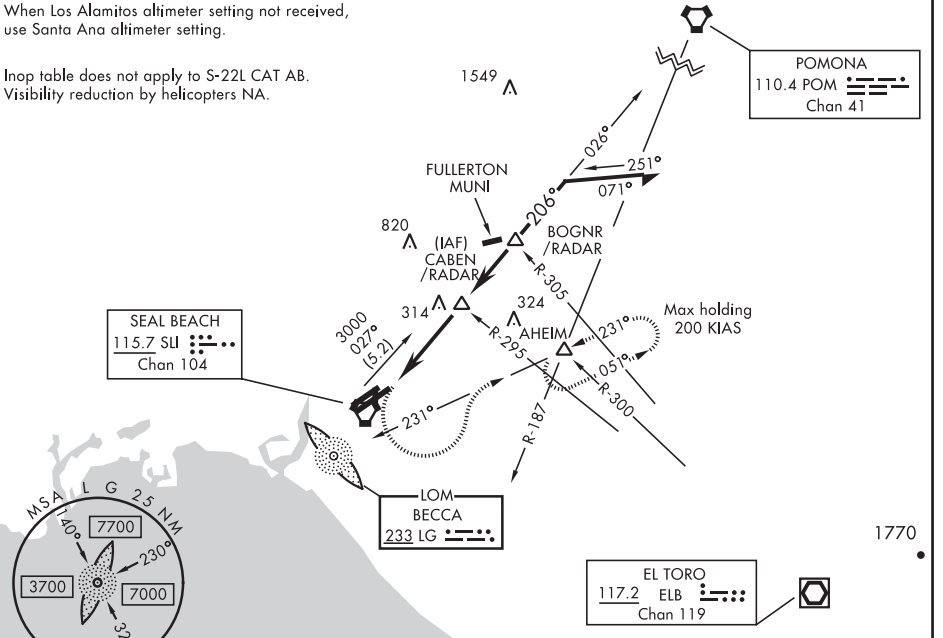 When Los Alamitos altimeter setting not received,
use Santa Ana altimeter setting.
Inop table does not apply to S-22L CAT AB.
Visibility reduction by helicopters NA.
1549
POMONA
110.4 POM
Chan 41
026°
251°
071°
206°
FULLERTON
MUNI
820
(IAF)
CABEN
/RADAR
BOGNR
/RADAR
R-305
314
324
Max holding
200 KIAS
SEAL BEACH
115.7 SLI
Chan 104
3000
027°
(5.2)
R-295
AHEIM
231°
051°
R-300
231°
R-187
LOM
BECCA
233 LG
MSA L G 25 NM
140°
7700
230°
3700
7000
32
1770
EL TORO
117.2 ELB
Chan 119